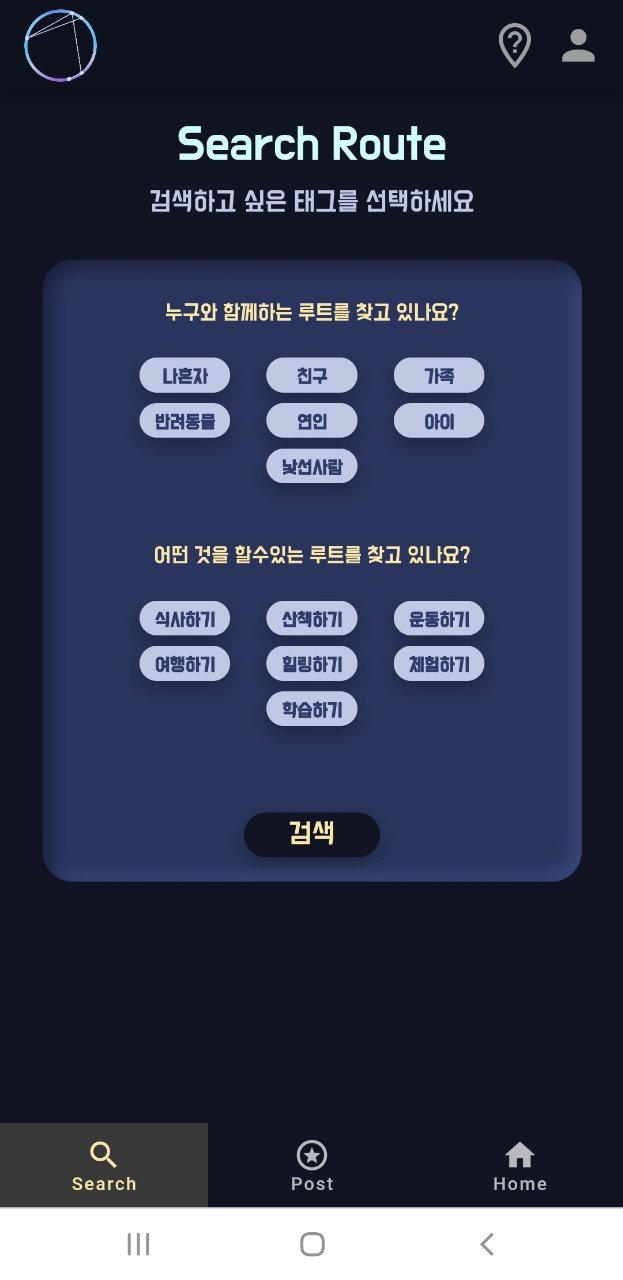 Search Route
검색하고 싶은 태그를 선택하세요
누구와 함께하는 루트를 찾고 있나요?
나혼자 친구 가족
반려동물 연인 아이
낯선사람
어떤 것을 할수있는 루트를 찾고 있나요?
식사하기 산책하기 운동하기
여행하기 힐링하기 체험하기
학습하기
검색
Search Post Home